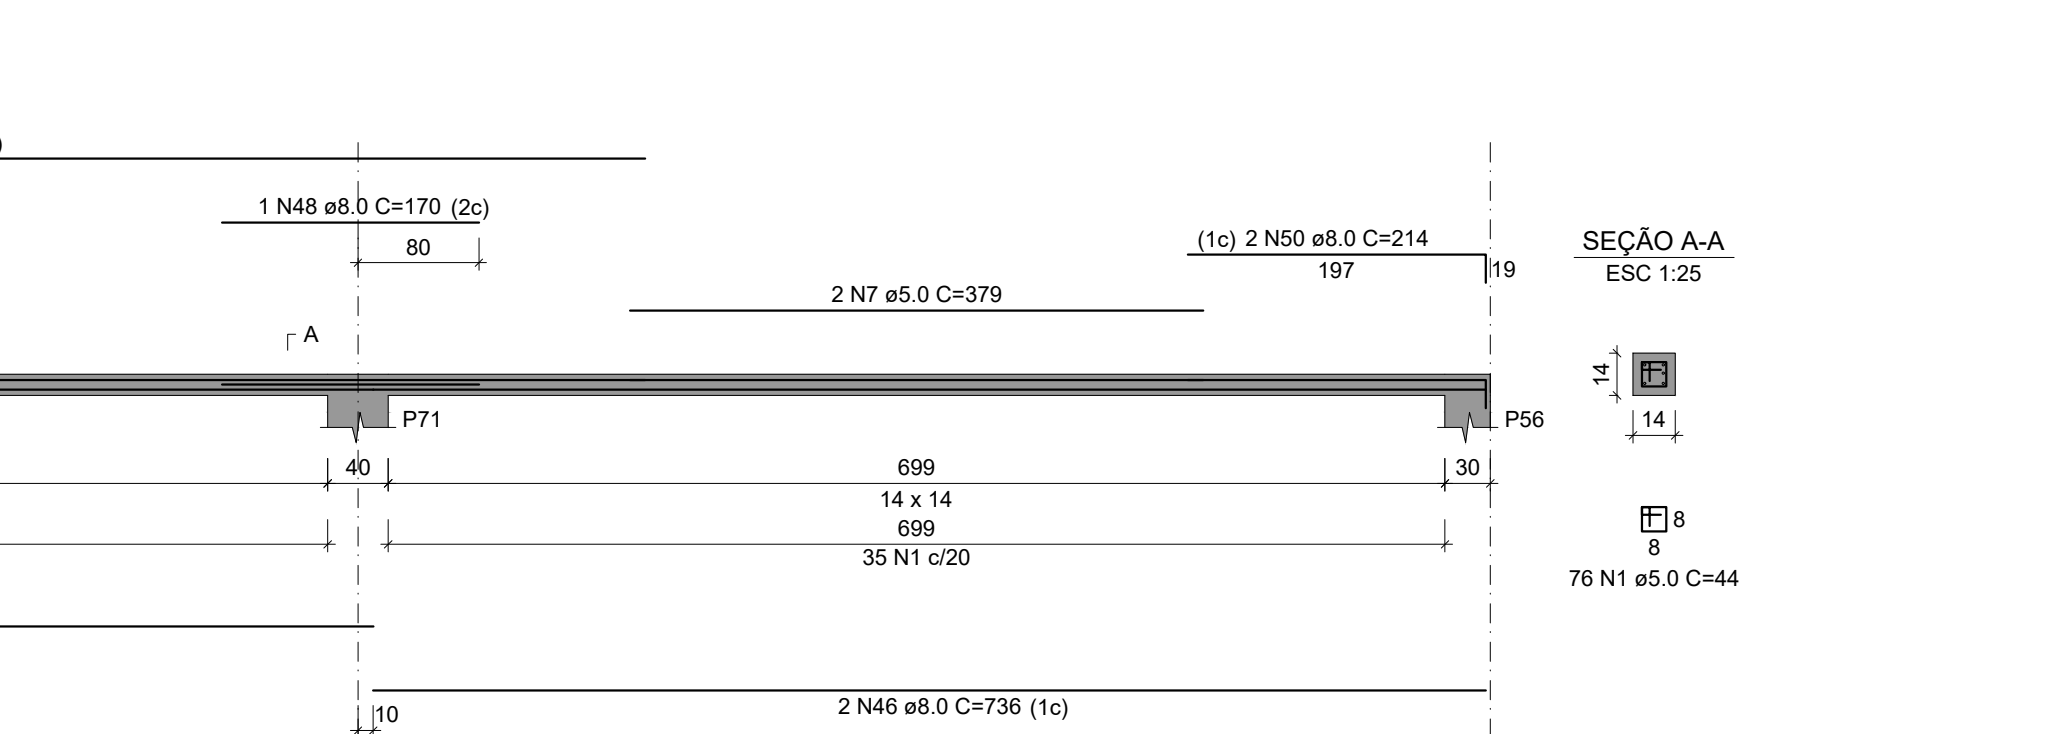 )
1 N48 ø8.0 C=170 (2c)
80
(1c) 2 N50 ø8.0 C=214
197
19
2 N7 ø5.0 C=379
A
P71
P56
40
699
30
14 x 14
699
35 N1 c/20
2 N46 ø8.0 C=736 (1c)
10
SEÇÃO A-A
ESC 1:25
14
14
8
8
76 N1 ø5.0 C=44